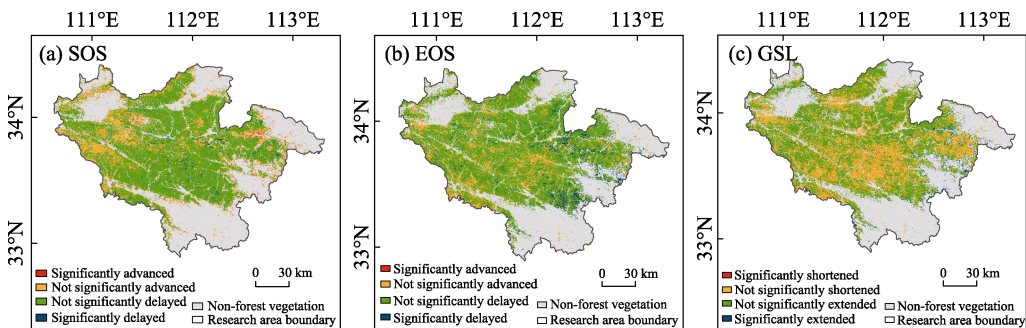 111°E 112°E 113°E
(a) SOS
34°N
33°N
Significantly advanced
Not significantly advanced
Not significantly delayed
Significantly delayed
0 30 km
Non-forest vegetation
Research area boundary
111°E 112°E 113°E
(b) EOS
34°N
33°N
Significantly advanced
Not significantly advanced
Not significantly delayed
Significantly delayed
0 30 km
Non-forest vegetation
Research area boundary
111°E 112°E 113°E
(c) GSL
34°N
33°N
Significantly shortened
Not significantly shortened
Not significantly extended
Significantly extended
0 30 km
Non-forest vegetation
Research area boundary